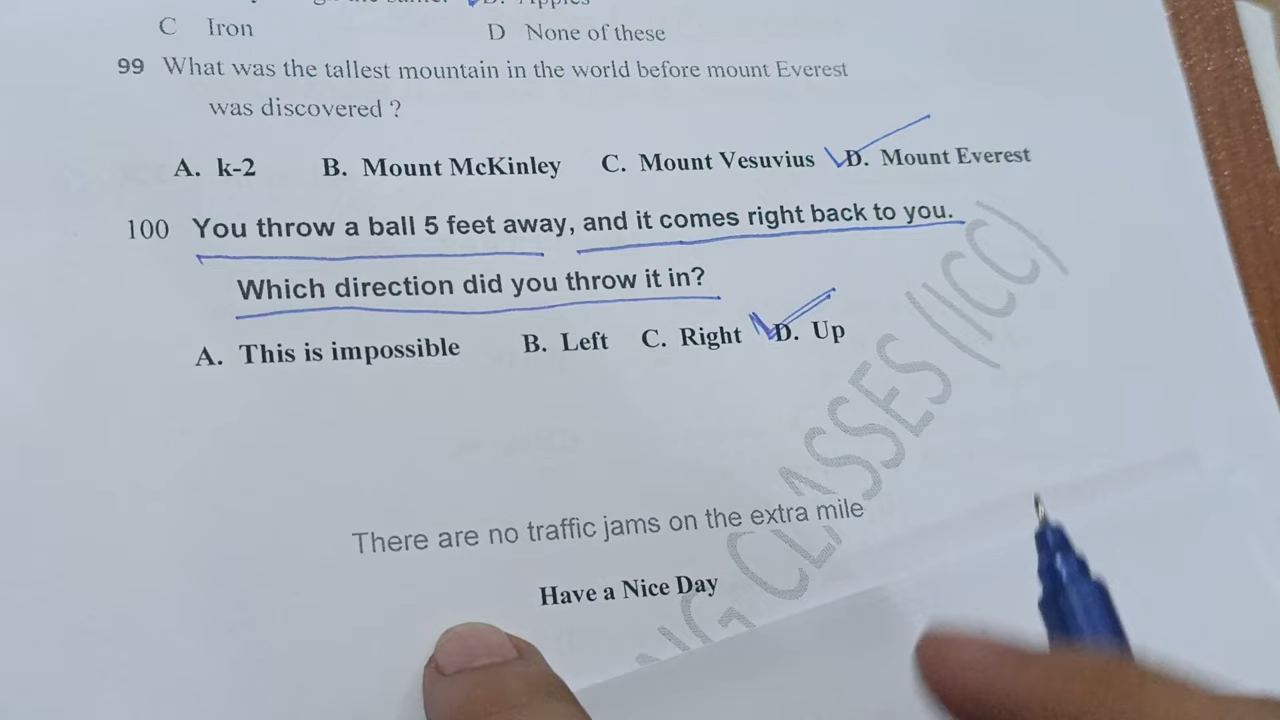 D. Apples
C Iron D None of these
99 What was the tallest mountain in the world before mount Everest
was discovered ?
A. k-2 B. Mount McKinley C. Mount Vesuvius D. Mount Everest
100 You throw a ball 5 feet away, and it comes right back to you.
Which direction did you throw it in?
A. This is impossible B. Left C. Right D. Up
There are no traffic jams on the extra mile
Have a Nice Day
CLASSES (ICC)